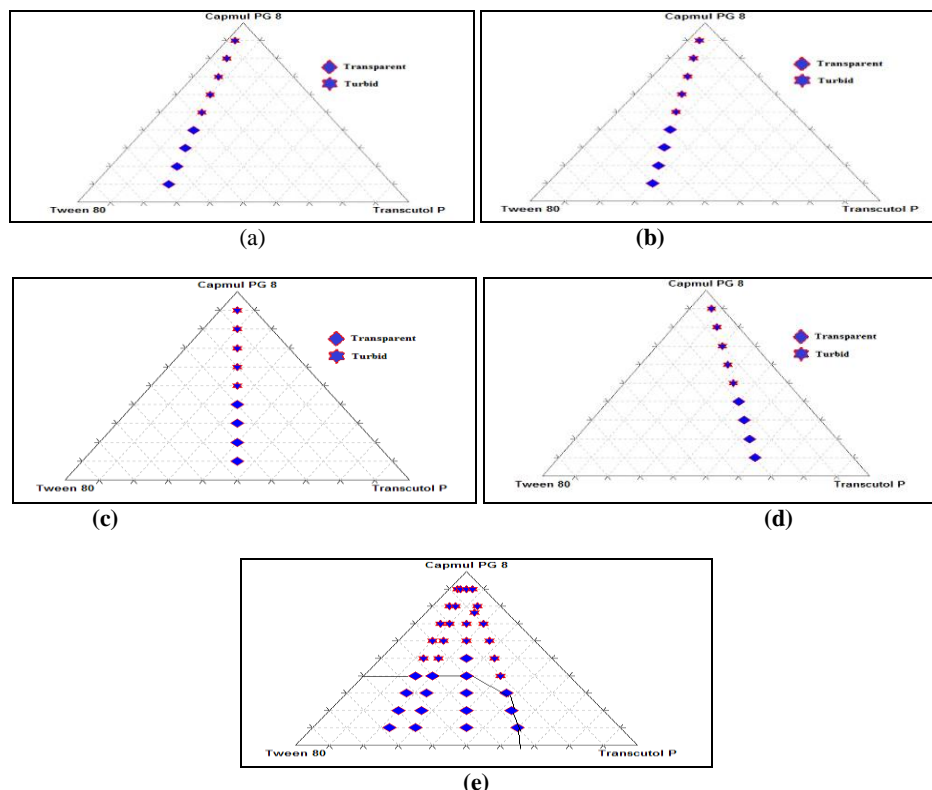 Capmul PG 8
Transparent
Turbid
Tween 80
Transcutol P
(a)
Capmul PG 8
Transparent
Turbid
Tween 80
Transcutol P
(b)
Capmul PG 8
Transparent
Turbid
Tween 80
Transcutol P
(c)
Capmul PG 8
Transparent
Turbid
Tween 80
Transcutol P
(d)
Capmul PG 8
Tween 80
Transcutol P
(e)